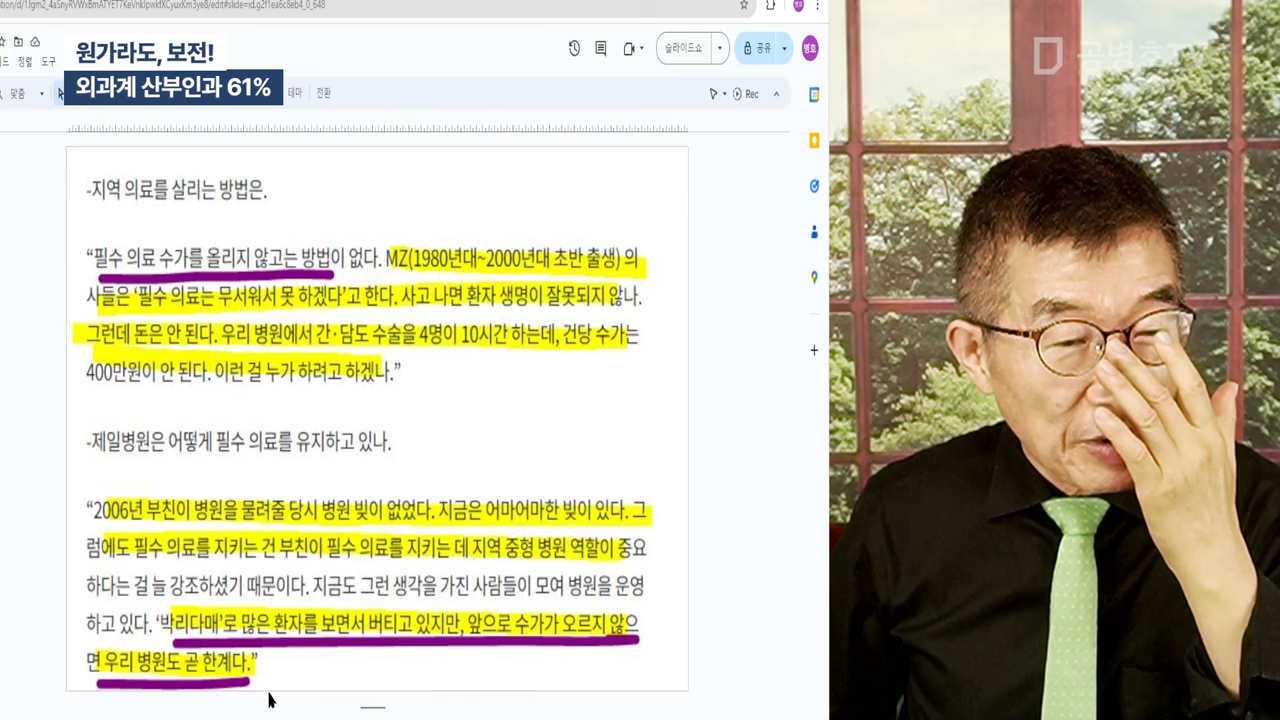 ation/d/1Jgm2_4aSnyRVWxBmATYET7KeVnklpwkfXCyuxKm3ye8/edit#slide=id.g2f1ea6c8eb4_0_648
원가라도, 보전!
외과계 산부인과 61%
정렬 도구
슬라이드쇼
공유
병호
맞춤
테마
전환
Rec
공병호TV
-지역 의료를 살리는 방법은.
“필수 의료 수가를 올리지 않고는 방법이 없다. MZ(1980년대~2000년대 초반 출생) 의
사들은 ‘필수 의료는 무서워서 못 하겠다’고 한다. 사고 나면 환자 생명이 잘못되지 않나.
그런데 돈은 안 된다. 우리 병원에서 간·담도 수술을 4명이 10시간 하는데, 건당 수가는
400만원이 안 된다. 이런 걸 누가 하려고 하겠나.”
-제일병원은 어떻게 필수 의료를 유지하고 있나.
“2006년 부친이 병원을 물려줄 당시 병원 빚이 없었다. 지금은 어마어마한 빚이 있다. 그
럼에도 필수 의료를 지키는 건 부친이 필수 의료를 지키는 데 지역 중형 병원 역할이 중요
하다는 걸 늘 강조하셨기 때문이다. 지금도 그런 생각을 가진 사람들이 모여 병원을 운영
하고 있다. ‘박리다매’로 많은 환자를 보면서 버티고 있지만, 앞으로 수가가 오르지 않으
면 우리 병원도 곧 한계다.”